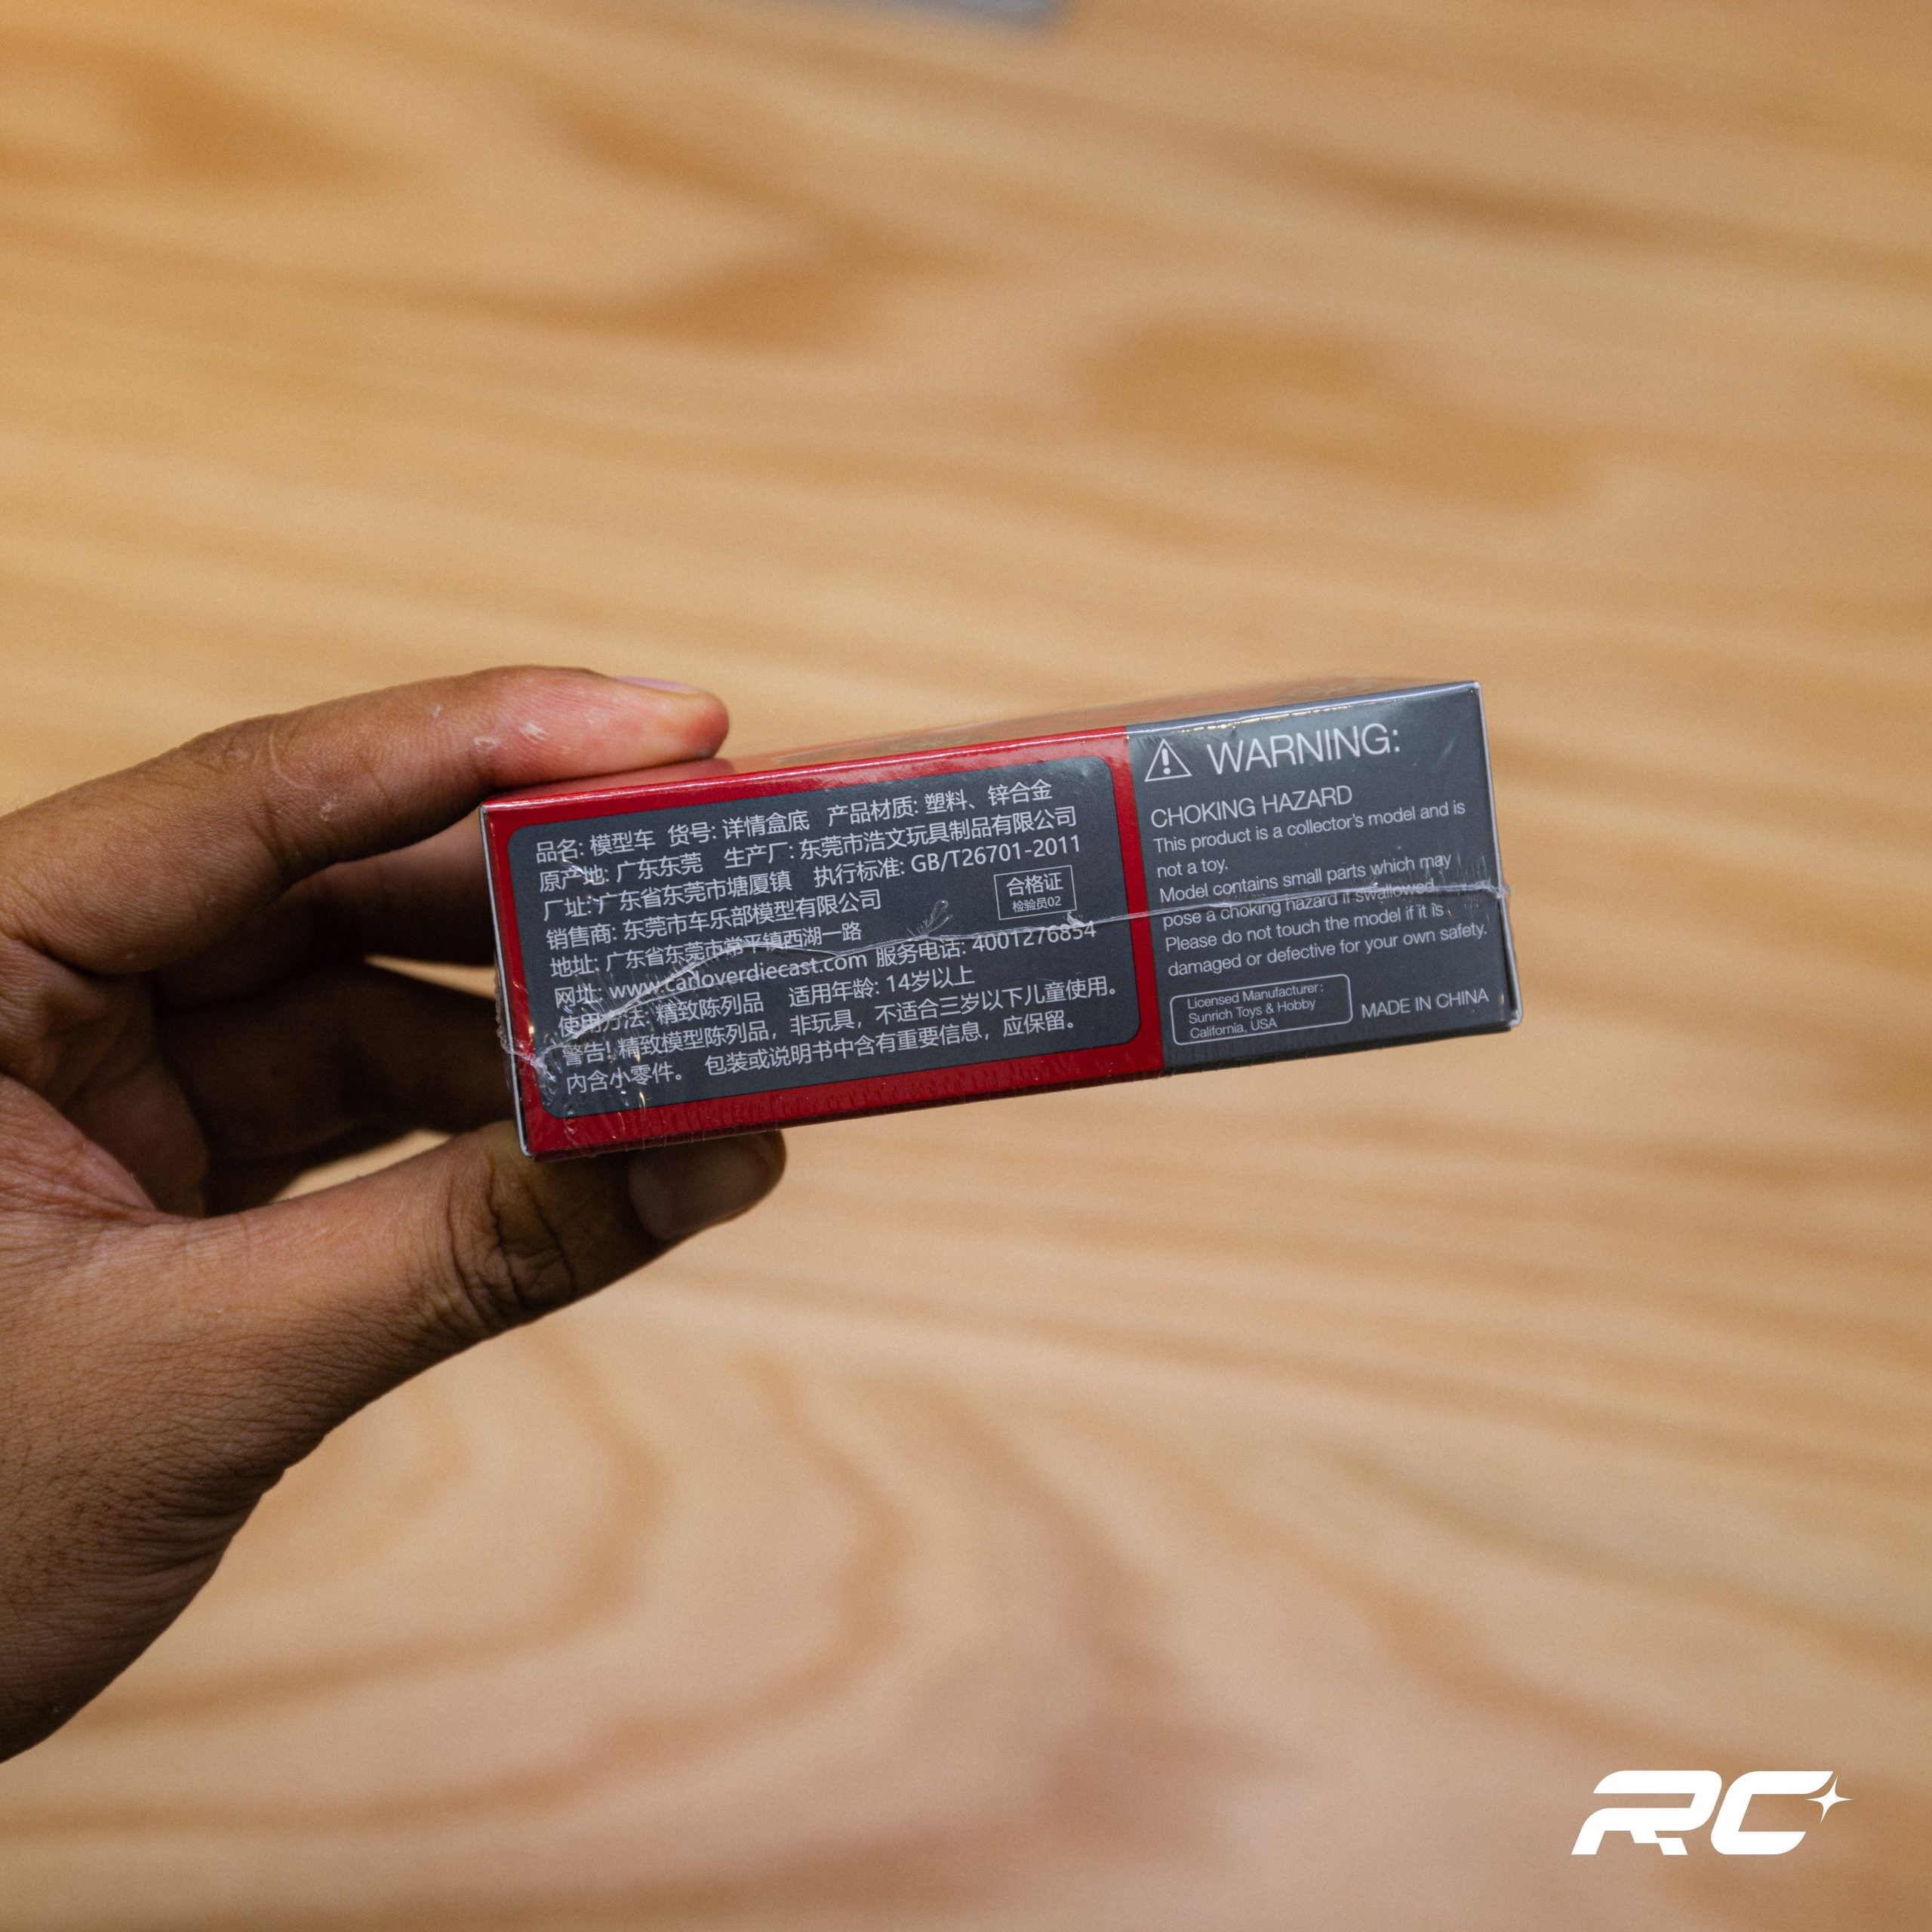 品名: 模型车 货号: 详情盒底 产品材质: 塑料、锌合金
原产地: 广东东莞 生产厂: 东莞市浩文玩具制品有限公司
厂址: 广东省东莞市塘厦镇 执行标准: GB/T26701-2011
销售商: 东莞市车乐部模型有限公司
合格证
检验员02
地址: 广东省东莞市常平镇西湖一路
网址: www.carloverdiecast.com 服务电话: 4001276854
使用方法: 精致陈列品 适用年龄: 14岁以上
警告! 精致模型陈列品，非玩具，不适合三岁以下儿童使用。
内含小零件。 包装或说明书中含有重要信息，应保留。
WARNING:
CHOKING HAZARD
This product is a collector's model and is
not a toy.
Model contains small parts which may
pose a choking hazard if swallowed
Please do not touch the model if it is
damaged or defective for your own safety.
Licensed Manufacturer:
Sunrich Toys & Hobby
California, USA
MADE IN CHINA
RC